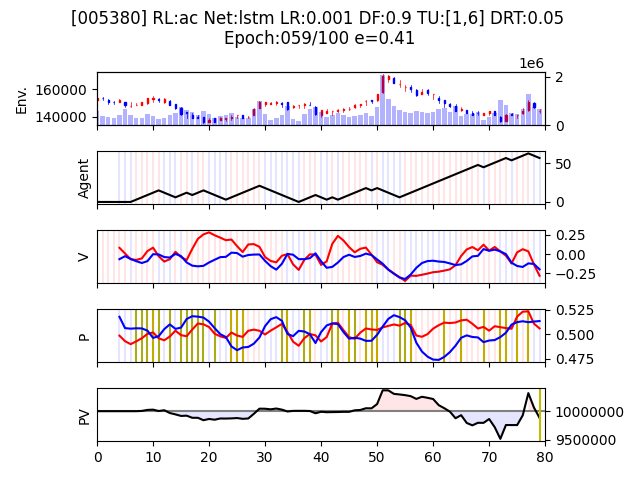 [005380] RL:ac Net:lstm LR:0.001 DF:0.9 TU:[1,6] DRT:0.05
Epoch:059/100 e=0.41
1e6
Env.
160000
140000
2
0
Agent
50
0
V
0.25
0.00
−0.25
P
0.525
0.500
0.475
PV
10000000
9500000
0 10 20 30 40 50 60 70 80